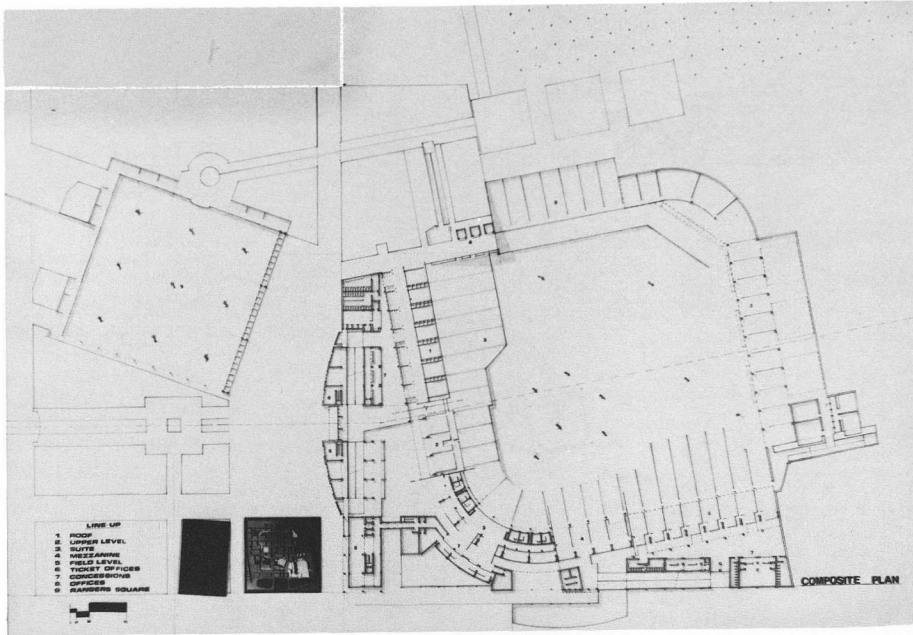 LINE-UP
1 ROOF
2 UPPER LEVEL
3 SUITE
4 MEZZANINE
5 FIELD LEVEL
6 TICKET OFFICES
7 CONCESSIONS
8 OFFICES
9 RANGERS SQUARE
COMPOSITE PLAN